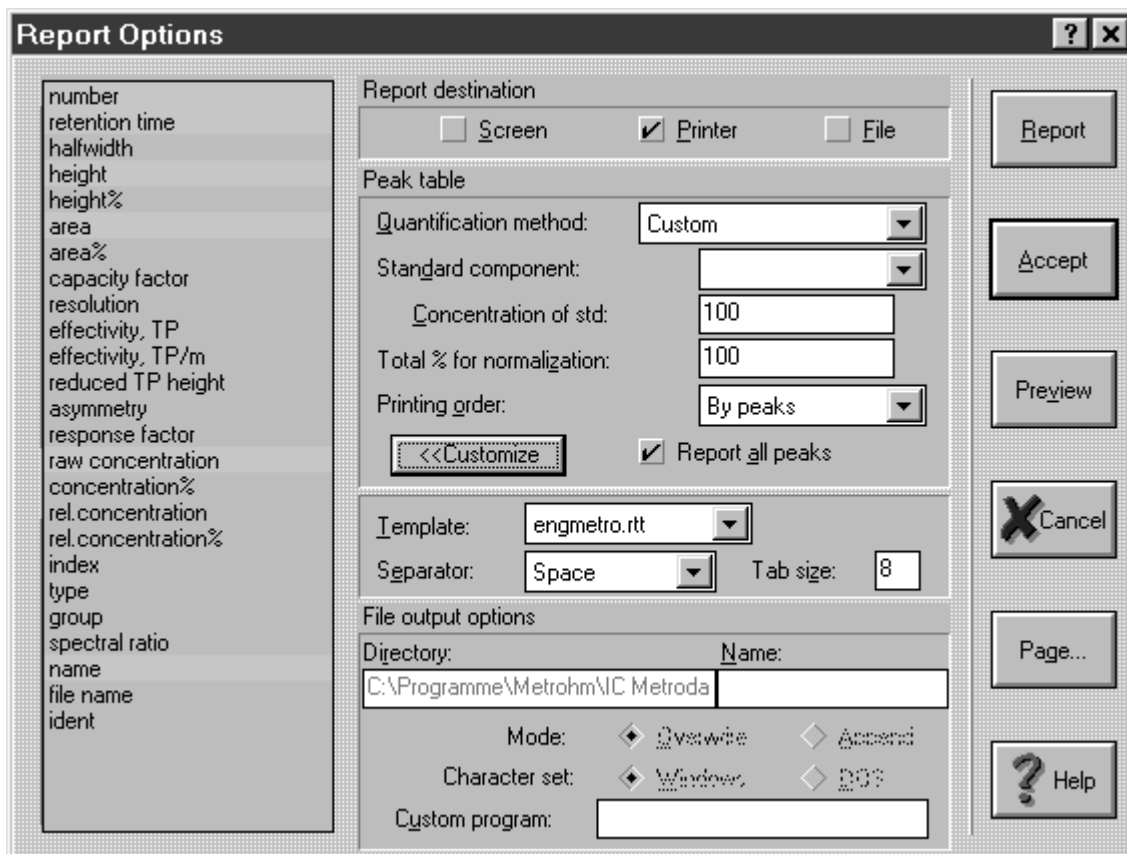 Report Options
? X
number
retention time
halfwidth
height
height%
area
area%
capacity factor
resolution
effectivity, TP
effectivity, TP/m
reduced TP height
asymmetry
response factor
raw concentration
concentration%
rel.concentration
rel.concentration%
index
type
group
spectral ratio
name
file name
ident
Report destination
Screen Printer File
Peak table
Quantification method: Custom
Standard component:
Concentration of std: 100
Total % for normalization: 100
Printing order: By peaks
<<Customize Report all peaks
Template: engmetro.rtt
Separator: Space Tab size: 8
File output options
Directory: Name:
C:\Programme\Metrohm\IC Metroda
Mode: Overwrite Append
Character set: Windows DOS
Custom program:
Report
Accept
Preview
Cancel
Page...
? Help